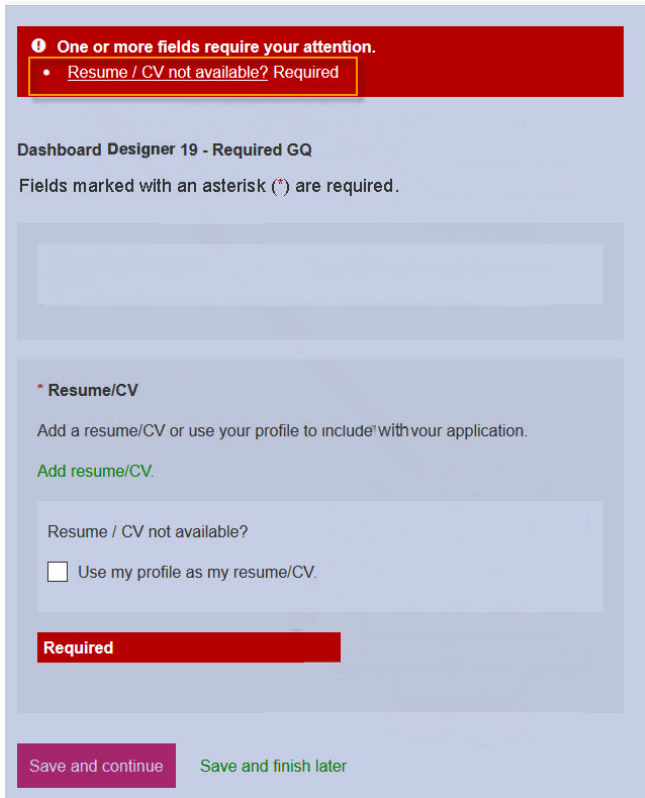 One or more fields require your attention.
• Resume / CV not available? Required
Dashboard Designer 19 - Required GQ
Fields marked with an asterisk (*) are required.
* Resume/CV
Add a resume/CV or use your profile to include with your application.
Add resume/CV.
Resume / CV not available?
Use my profile as my resume/CV.
Required
Save and continue
Save and finish later